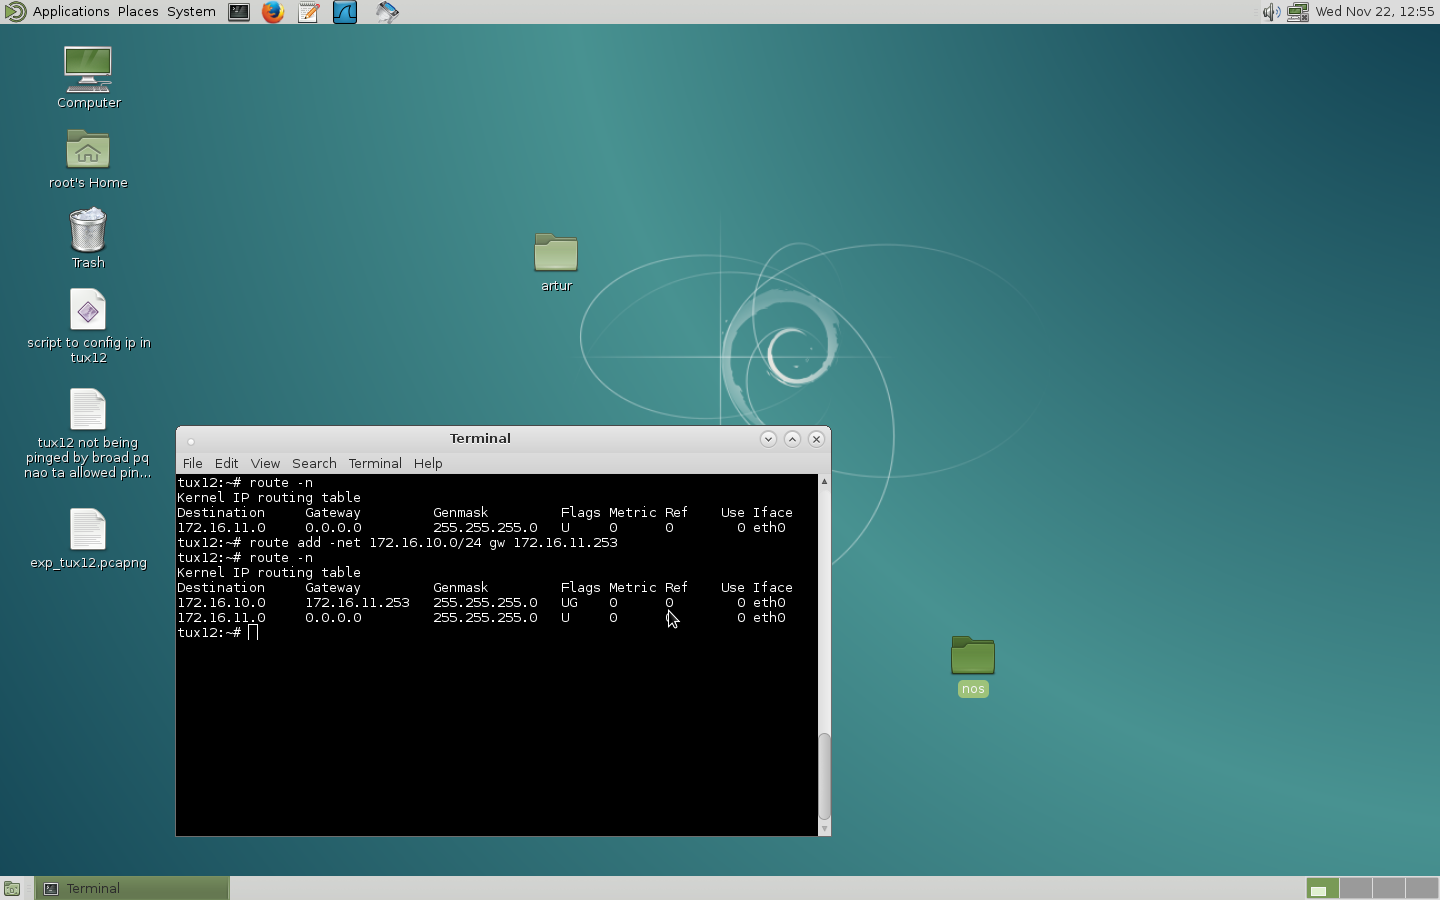 Applications Places System
Wed Nov 22, 12:55
Computer
root's Home
Trash
script to config ip in
tux12
tux12 not being
pinged by broad pq
nao ta allowed pin...
exp_tux12.pcapng
artur
nos
Terminal
File Edit View Search Terminal Help
tux12:~# route -n
Kernel IP routing table
Destination Gateway Genmask Flags Metric Ref Use Iface
172.16.11.0 0.0.0.0 255.255.255.0 U 0 0 0 eth0
tux12:~# route add -net 172.16.10.0/24 gw 172.16.11.253
tux12:~# route -n
Kernel IP routing table
Destination Gateway Genmask Flags Metric Ref Use Iface
172.16.10.0 172.16.11.253 255.255.255.0 UG 0 0 0 eth0
172.16.11.0 0.0.0.0 255.255.255.0 U 0 0 0 eth0
tux12:~#
Terminal